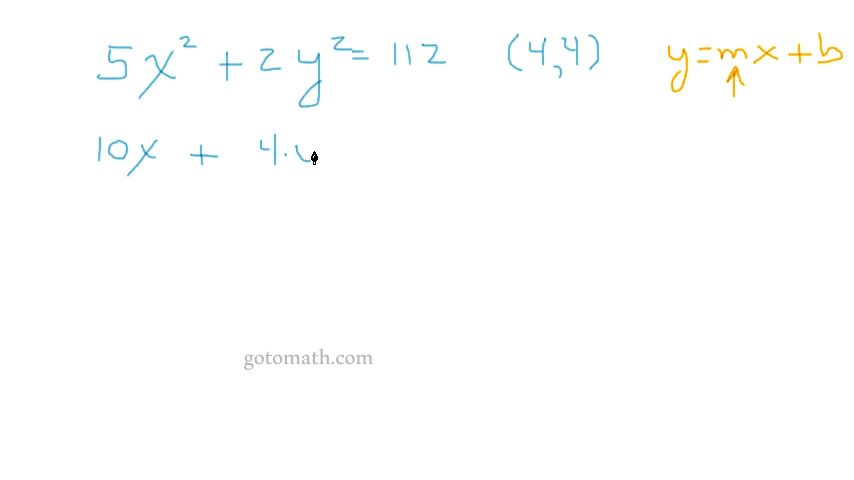 5x² + 2y² = 112 (4,4) y = mx + b
10x + 4·
gotomath.com